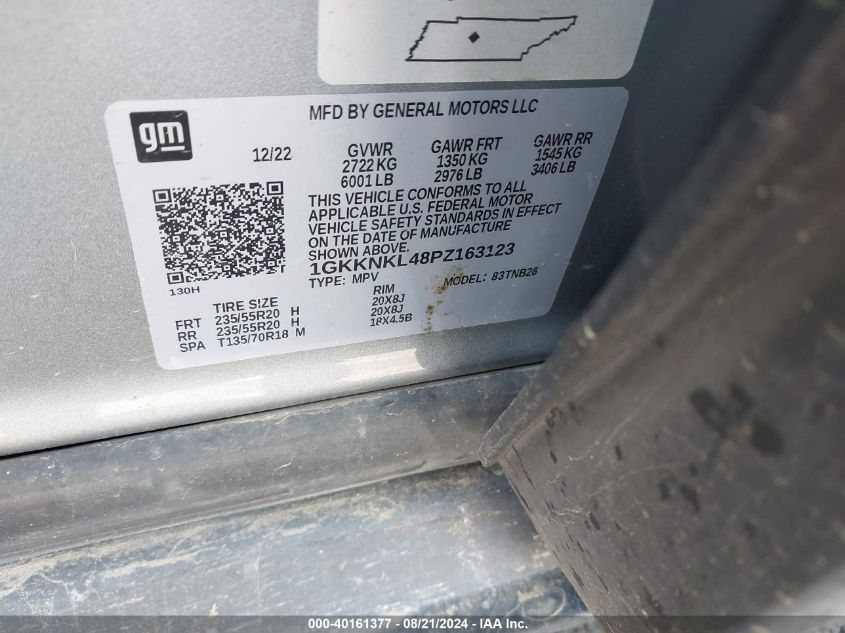 gm
MFD BY GENERAL MOTORS LLC
12/22
GVWR
2722 KG
6001 LB
GAWR FRT
1350 KG
2976 LB
GAWR RR
1545 KG
3406 LB
THIS VEHICLE CONFORMS TO ALL
APPLICABLE U.S. FEDERAL MOTOR
VEHICLE SAFETY STANDARDS IN EFFECT
ON THE DATE OF MANUFACTURE
SHOWN ABOVE.
1GKKNKL48PZ163123
TYPE: MPV
MODEL: 83TNB26
130H
TIRE SIZE
RIM
FRT 235/55R20 H 20X8J
RR 235/55R20 H 20X8J
SPA T135/70R18 M 18X4.5B
000-40161377 - 08/21/2024 - IAA Inc.